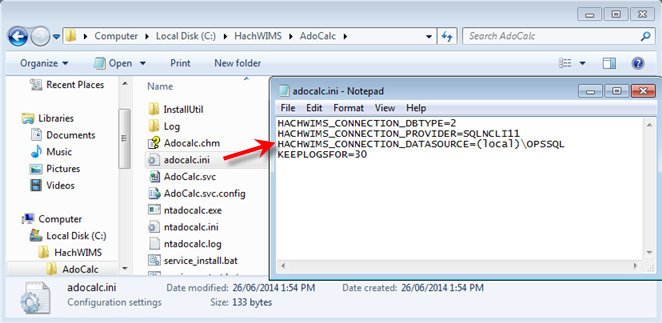 Computer ▸ Local Disk (C:) ▸ HachWIMS ▸ AdoCalc ▸
Search AdoCalc
Organize ▾ Open ▾ Print New folder
Recent Places
Libraries
Documents
Music
Pictures
Videos
Computer
Local Disk (C:)
HachWIMS
AdoCalc
Name
InstallUtil
Log
Adocalc.chm
adocalc.ini
AdoCalc.svc
AdoCalc.svc.config
ntadocalc.exe
ntadocalc.ini
ntadocalc.log
service_install.bat
adocalc.ini - Notepad
File Edit Format View Help
HACHWIMS_CONNECTION_DBTYPE=2
HACHWIMS_CONNECTION_PROVIDER=SQLNCLI11
HACHWIMS_CONNECTION_DATASOURCE=(local)\OPSSQL
KEEPLOGSFOR=30
adocalc.ini Date modified: 26/06/2014 1:54 PM Date created: 26/06/2014 1:54 PM
Configuration settings Size: 133 bytes